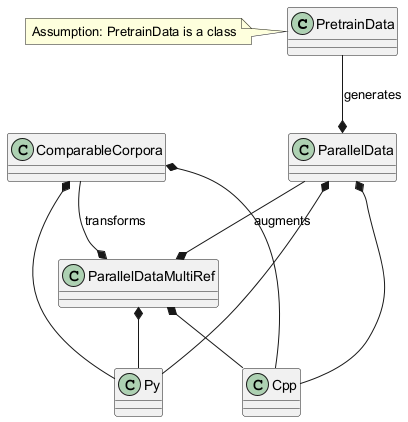 Assumption: PretrainData is a class
C PretrainData
generates
C ComparableCorpora
C ParallelData
transforms
augments
C ParallelDataMultiRef
C Py
C Cpp